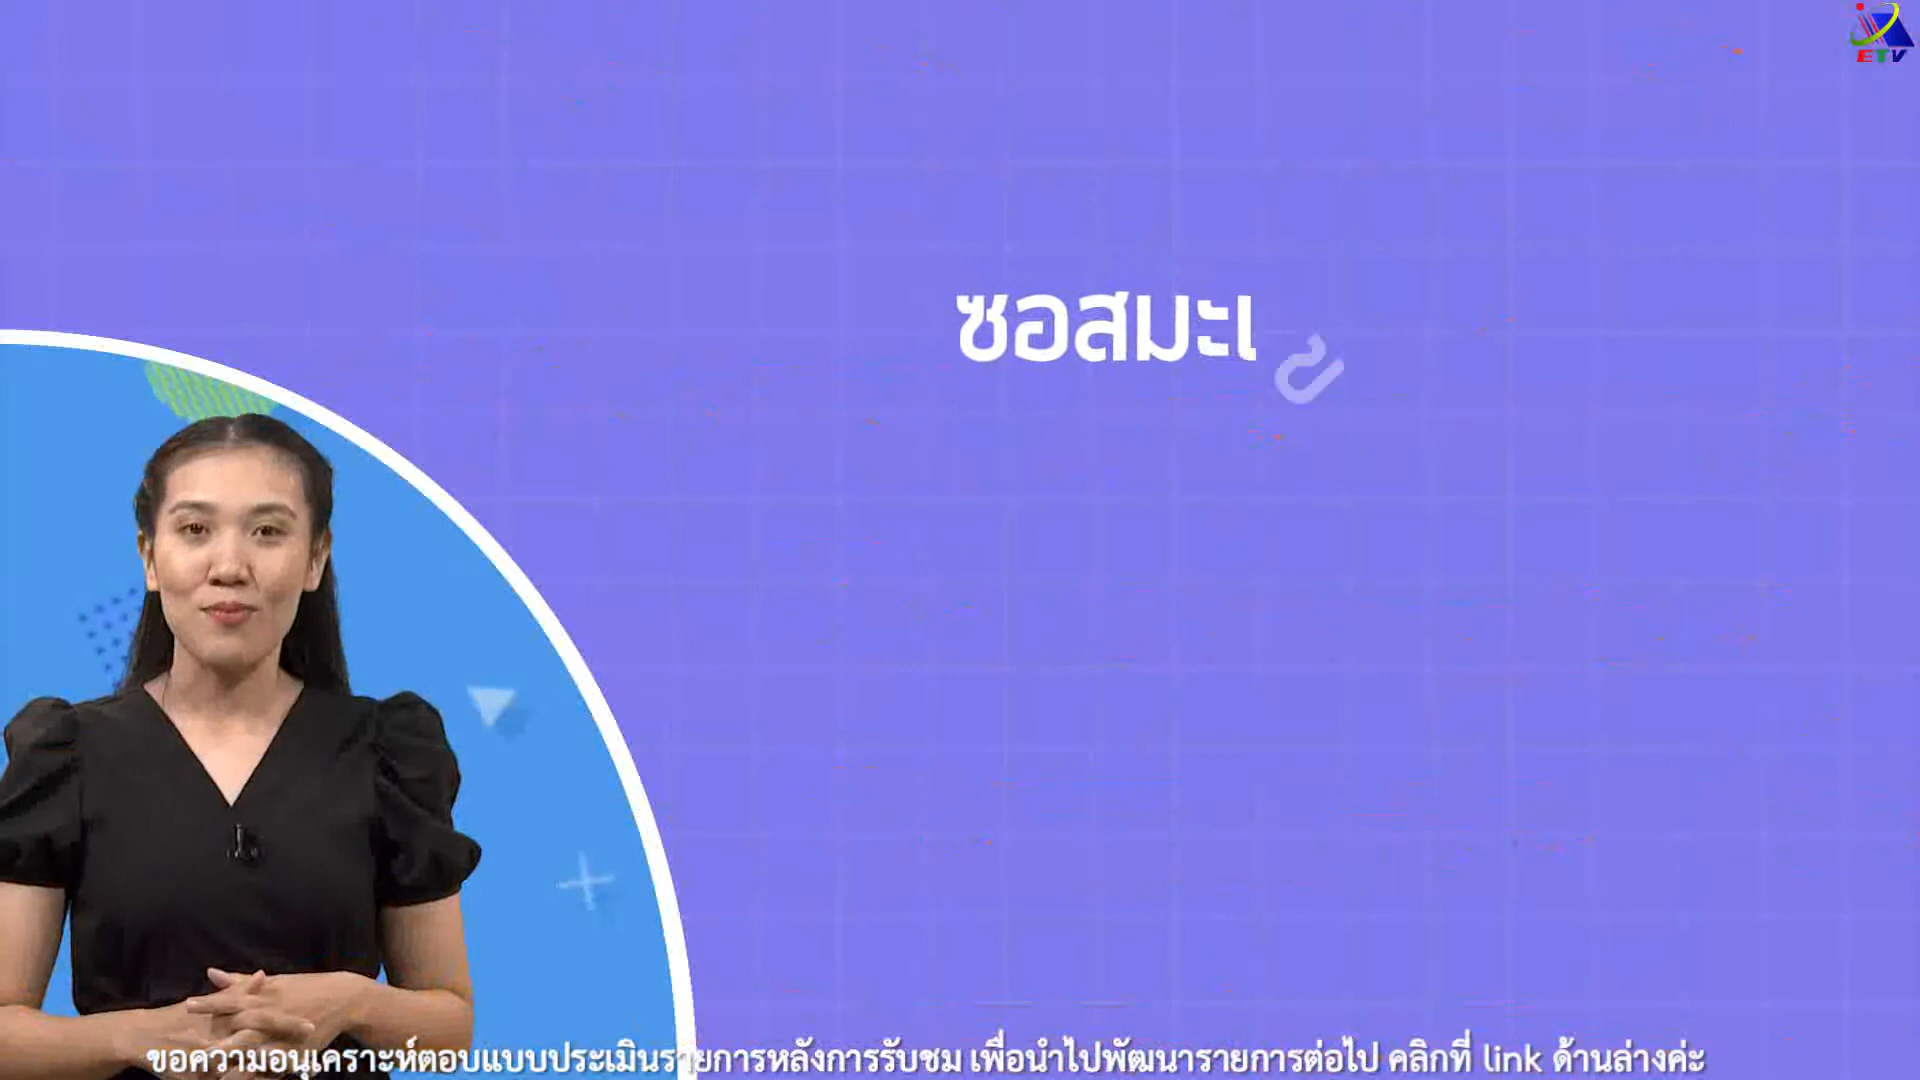 ETV
ซอสมะเข
ขอความอนุเคราะห์ตอบแบบประเมินรายการหลังการรับชม เพื่อนำไปพัฒนารายการต่อไป คลิกที่ link ด้านล่างค่ะ